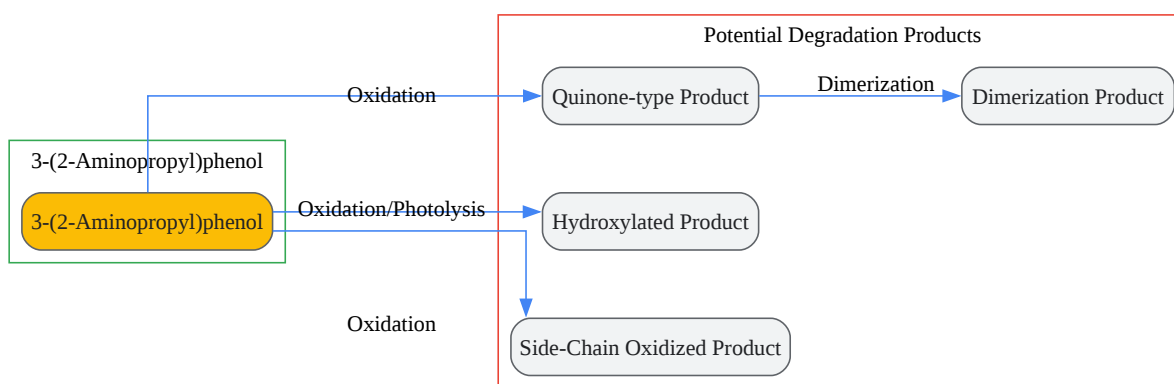 Potential Degradation Products
Oxidation
Quinone-type Product
Dimerization
Dimerization Product
3-(2-Aminopropyl)phenol
3-(2-Aminopropyl)phenol
Oxidation/Photolysis
Hydroxylated Product
Oxidation
Side-Chain Oxidized Product